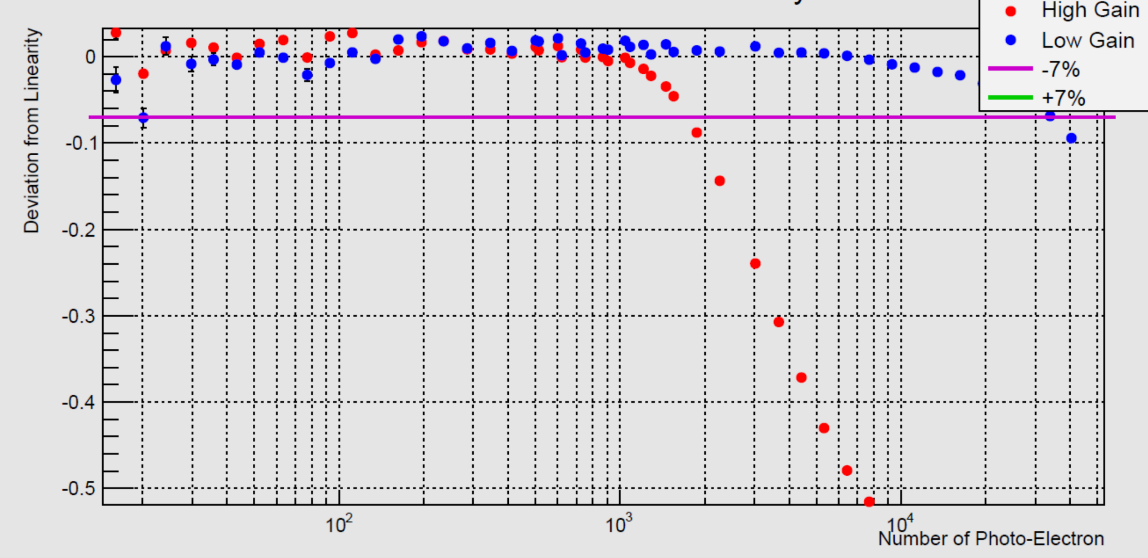 High Gain
Low Gain
-7%
+7%
Deviation from Linearity
0
-0.1
-0.2
-0.3
-0.4
-0.5
10²
10³
10⁴
Number of Photo-Electron